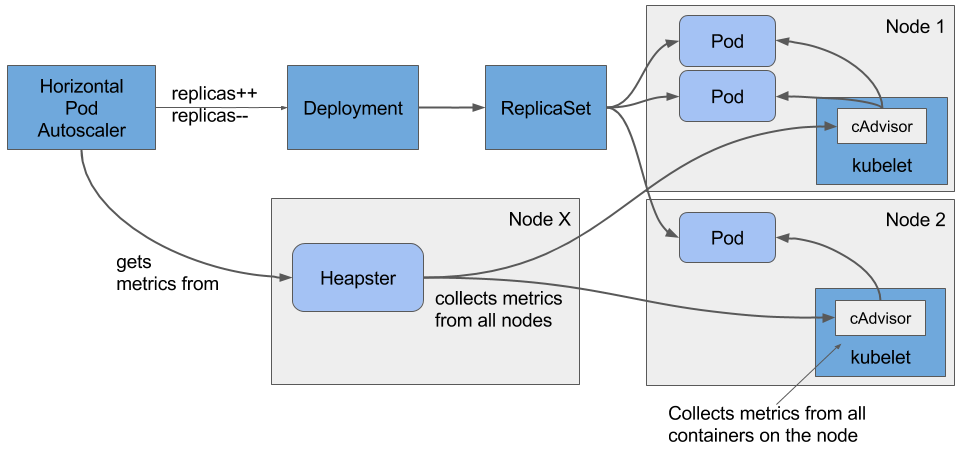 Horizontal
Pod
Autoscaler
replicas++
replicas--
Deployment
ReplicaSet
Node 1
Pod
Pod
cAdvisor
kubelet
gets
metrics from
Node X
Heapster
collects metrics
from all nodes
Node 2
Pod
cAdvisor
kubelet
Collects metrics from all
containers on the node